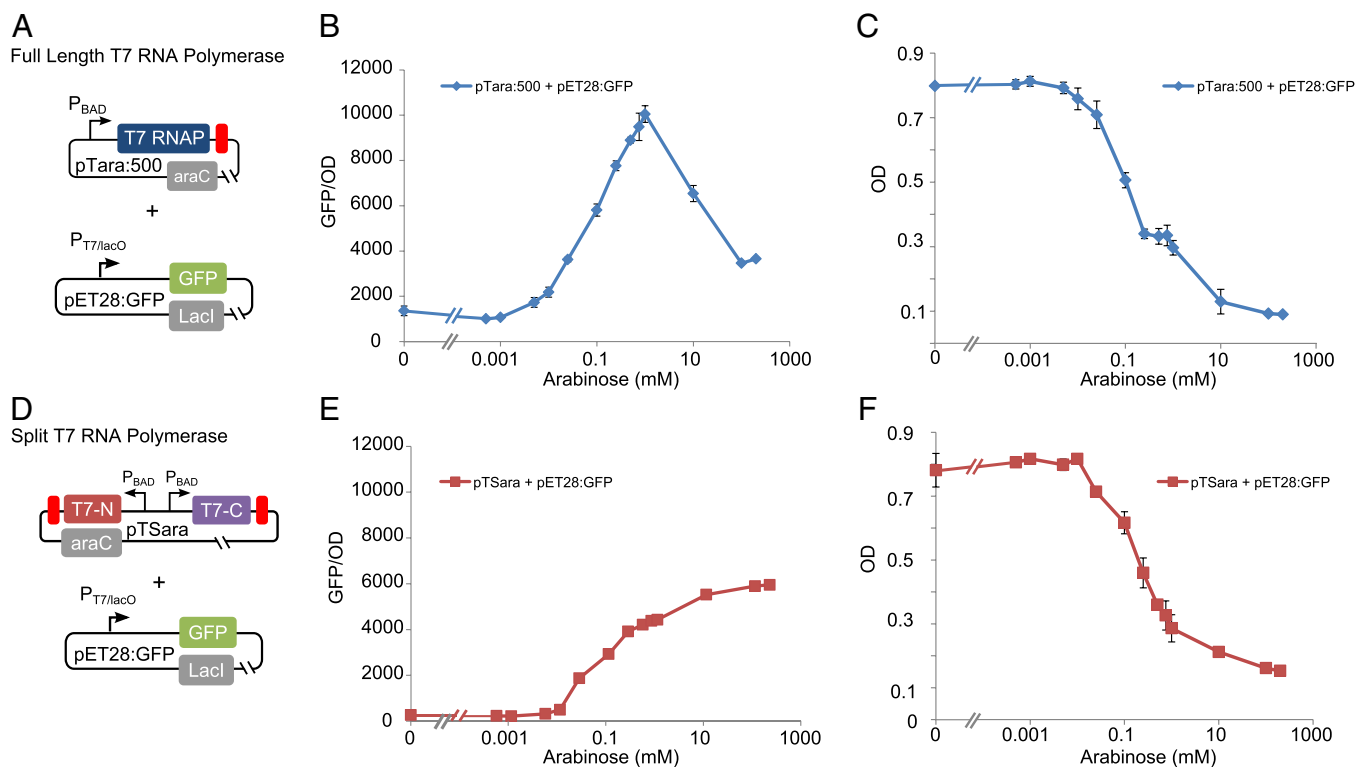 A
Full Length T7 RNA Polymerase
PBAD
T7 RNAP
pTara:500
araC
+
PT7/lacO
GFP
pET28:GFP
LacI
B
12000
10000
8000
6000
4000
2000
0
GFP/OD
pTara:500 + pET28:GFP
0
0.001
0.1
10
1000
Arabinose (mM)
C
0.9
0.7
0.5
0.3
0.1
OD
pTara:500 + pET28:GFP
0
0.001
0.1
10
1000
Arabinose (mM)
D
Split T7 RNA Polymerase
PBAD PBAD
T7-N
T7-C
pTSara
araC
+
PT7/lacO
GFP
pET28:GFP
LacI
E
12000
10000
8000
6000
4000
2000
0
GFP/OD
pTSara + pET28:GFP
0
0.001
0.1
10
1000
Arabinose (mM)
F
0.9
0.7
0.5
0.3
0.1
0
OD
pTSara + pET28:GFP
0
0.001
0.1
10
1000
Arabinose (mM)